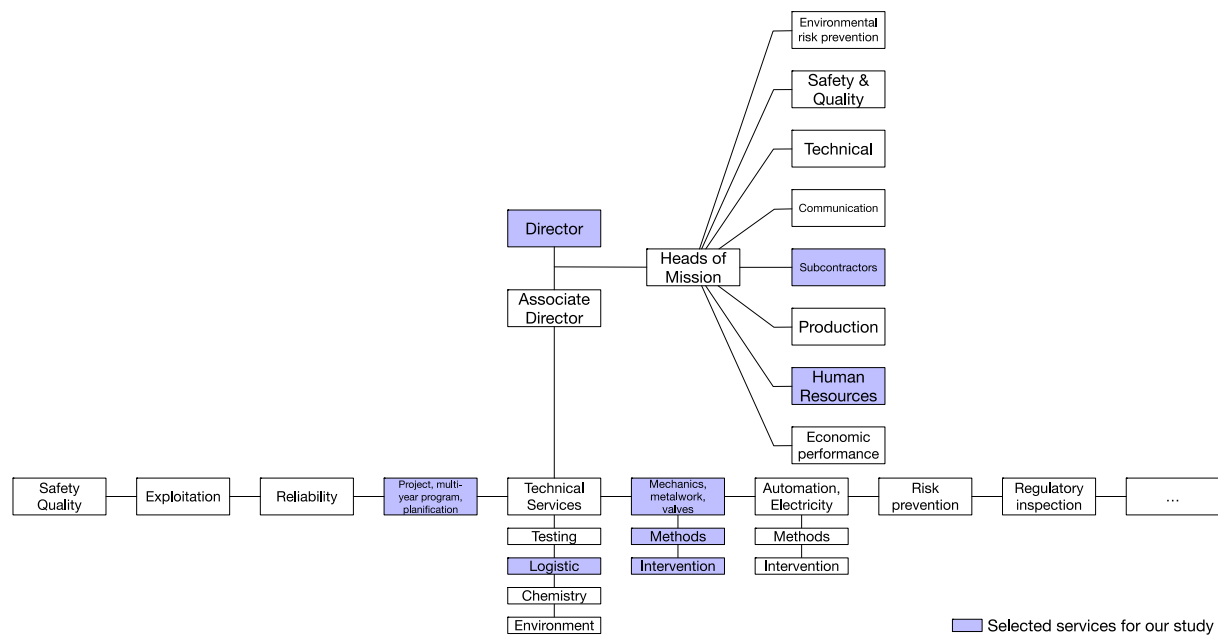 Environmental
risk prevention
Safety &
Quality
Technical
Communication
Director
Heads of
Mission
Subcontractors
Associate
Director
Production
Human
Resources
Economic
performance
Safety
Quality
Exploitation
Reliability
Project, multi-
year program,
planification
Technical
Services
Mechanics,
metalwork,
valves
Automation,
Electricity
Risk
prevention
Regulatory
inspection
...
Testing
Methods
Methods
Logistic
Intervention
Intervention
Chemistry
Environment
Selected services for our study